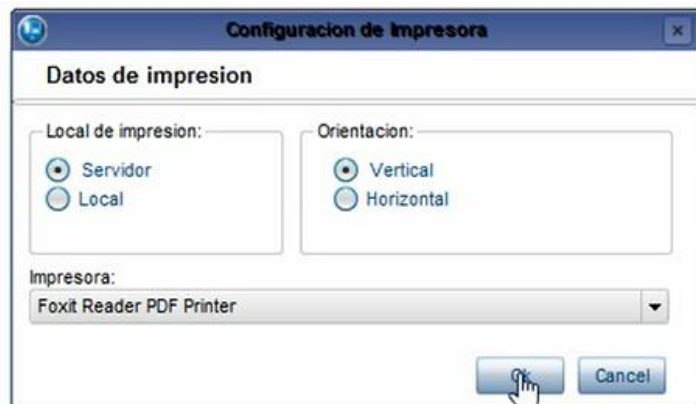 Configuracion de Impresora
Datos de impresion
Local de impresion:
Servidor
Local
Orientacion:
Vertical
Horizontal
Impresora:
Foxit Reader PDF Printer
Ok Cancel